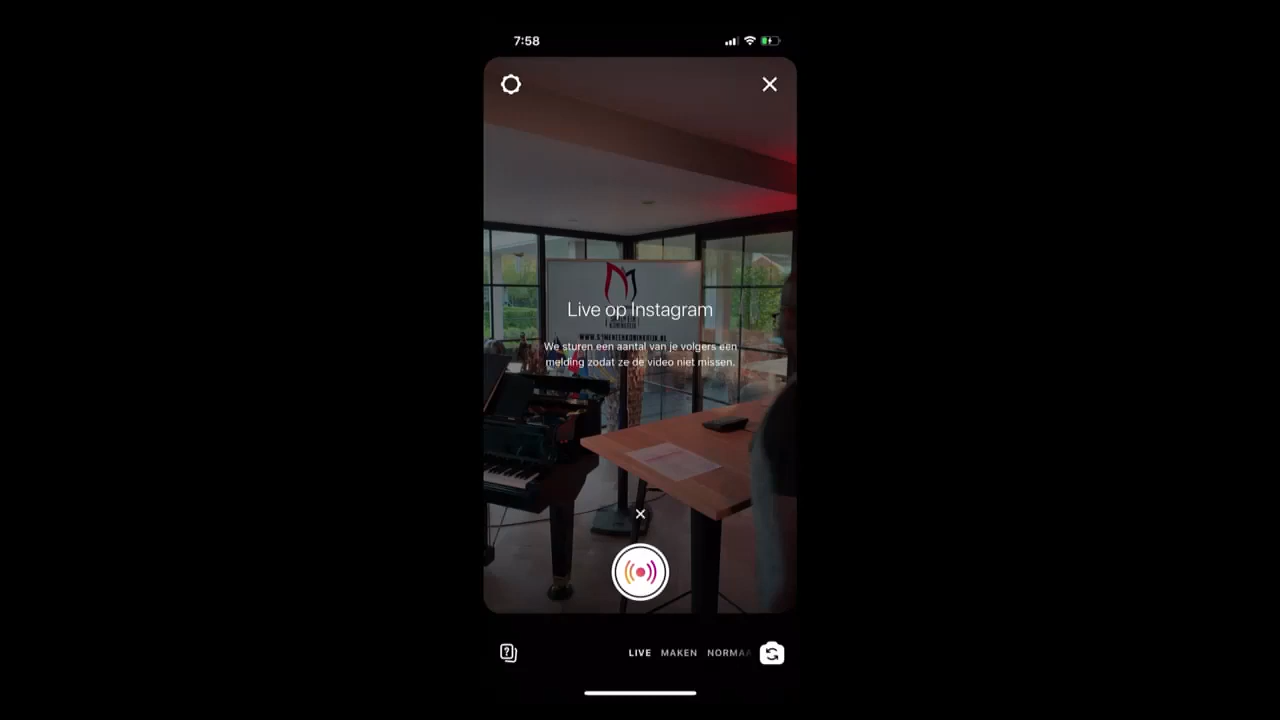 7:58
Live op Instagram
We sturen een aantal van je volgers een
melding zodat ze de video niet missen.
LIVE MAKEN NORMAA